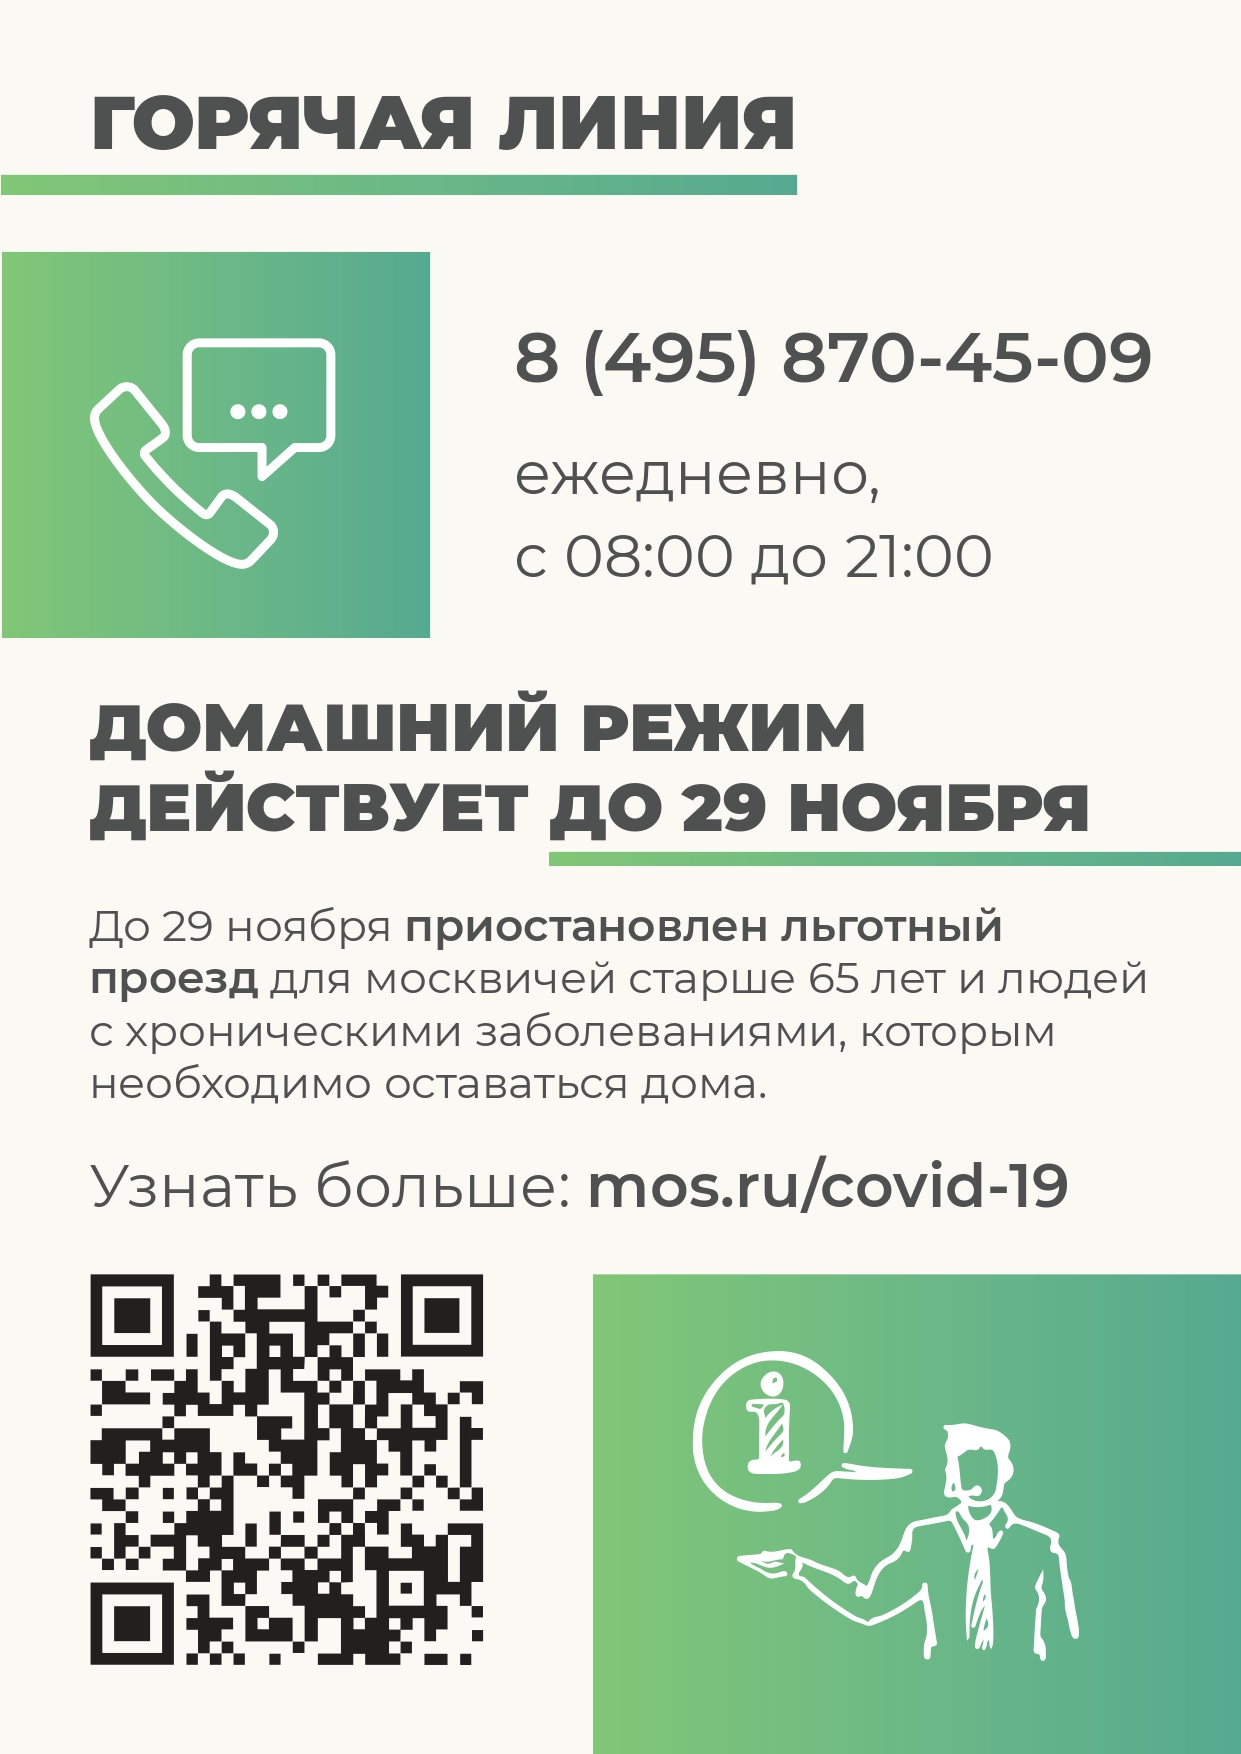 ГОРЯЧАЯ ЛИНИЯ
8 (495) 870-45-09
ежедневно,
с 08:00 до 21:00
ДОМАШНИЙ РЕЖИМ
ДЕЙСТВУЕТ ДО 29 НОЯБРЯ
До 29 ноября приостановлен льготный
проезд для москвичей старше 65 лет и людей
с хроническими заболеваниями, которым
необходимо оставаться дома.
Узнать больше: mos.ru/covid-19
i